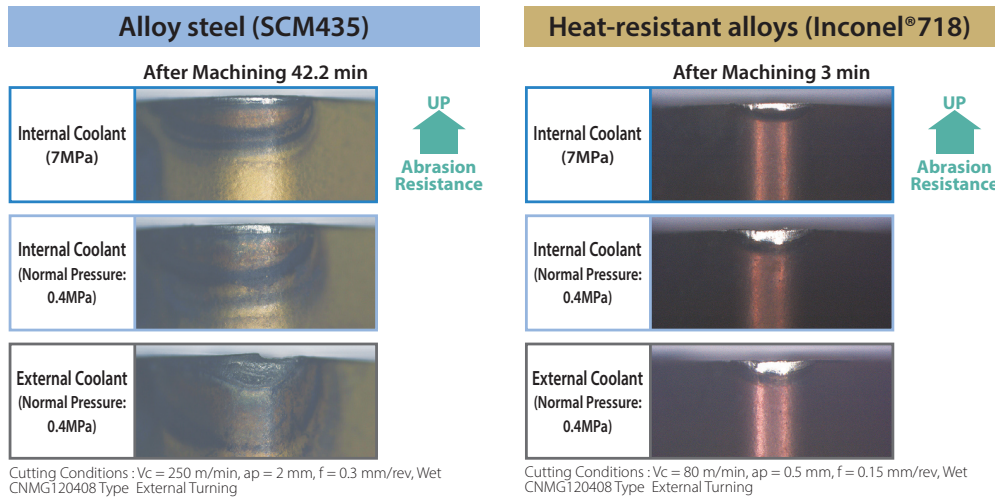 Alloy steel (SCM435)
After Machining 42.2 min
Internal Coolant
(7MPa)
UP
Abrasion
Resistance
Internal Coolant
(Normal Pressure:
0.4MPa)
External Coolant
(Normal Pressure:
0.4MPa)
Cutting Conditions : Vc = 250 m/min, ap = 2 mm, f = 0.3 mm/rev, Wet
CNMG120408 Type External Turning
Heat-resistant alloys (Inconel®718)
After Machining 3 min
Internal Coolant
(7MPa)
UP
Abrasion
Resistance
Internal Coolant
(Normal Pressure:
0.4MPa)
External Coolant
(Normal Pressure:
0.4MPa)
Cutting Conditions : Vc = 80 m/min, ap = 0.5 mm, f = 0.15 mm/rev, Wet
CNMG120408 Type External Turning